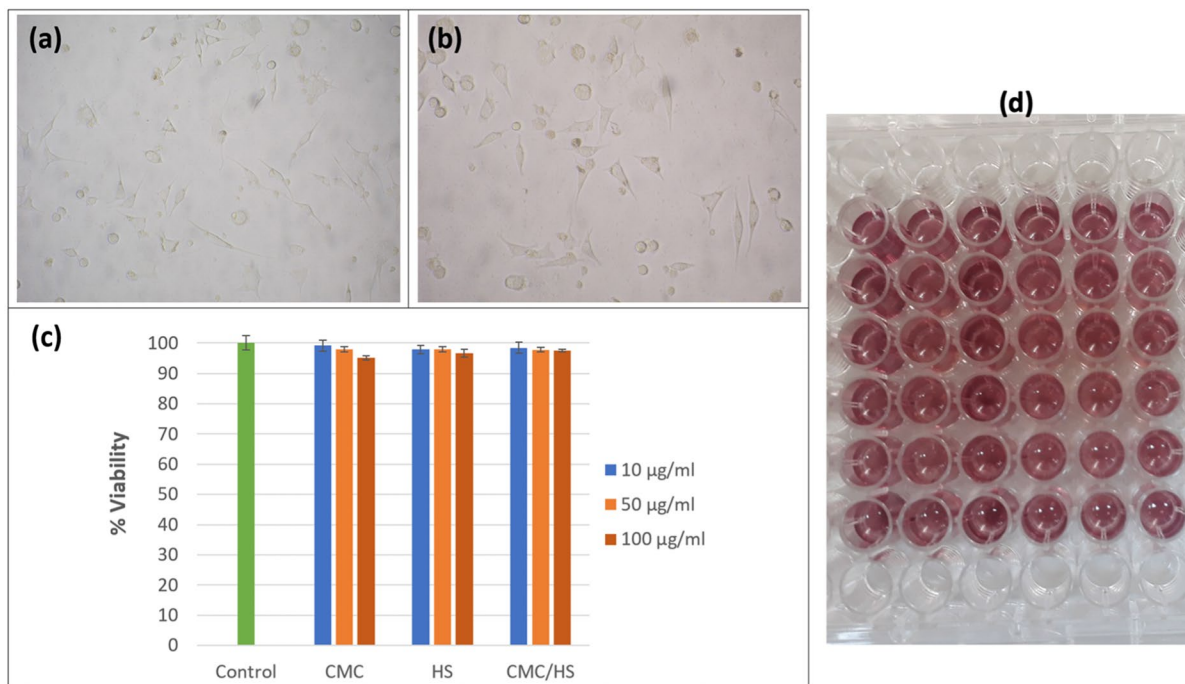 (a)
(b)
(c)
(d)
% Viability
100
90
80
70
60
50
40
30
20
10
0
Control CMC HS CMC/HS
10 µg/ml
50 µg/ml
100 µg/ml